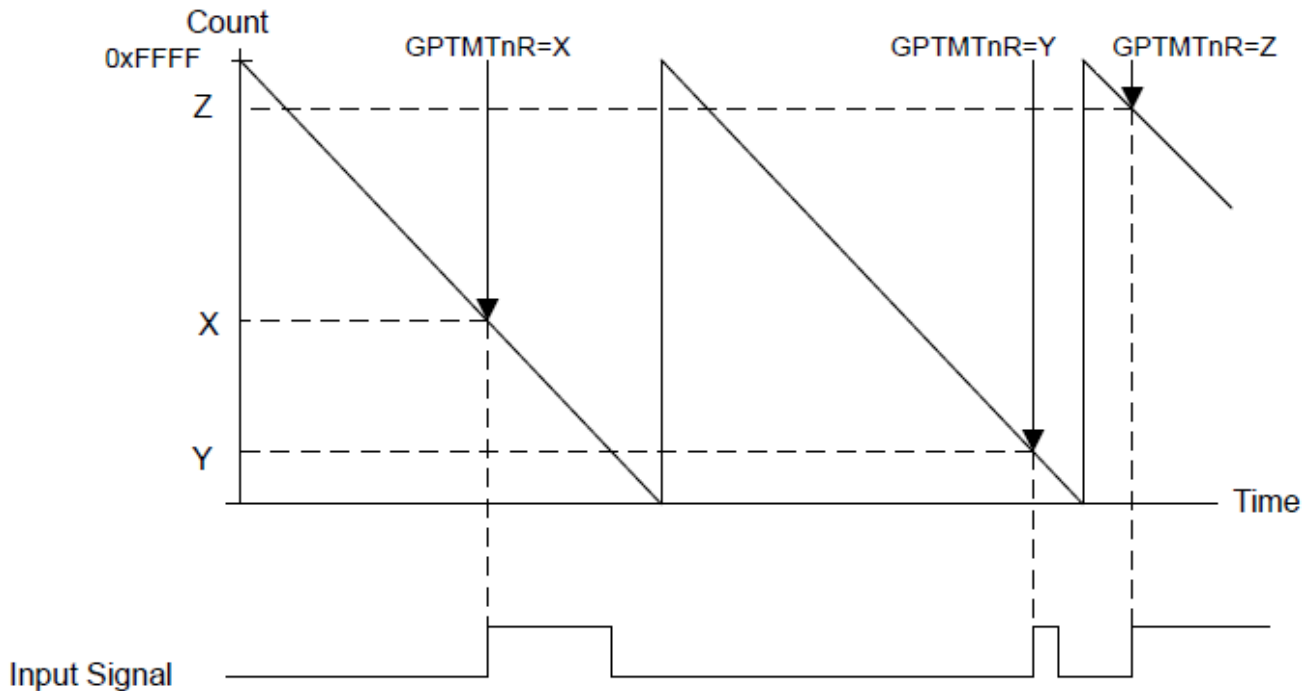 Count
0xFFFF
GPTMTnR=X
GPTMTnR=Y
GPTMTnR=Z
Z
X
Y
Time
Input Signal